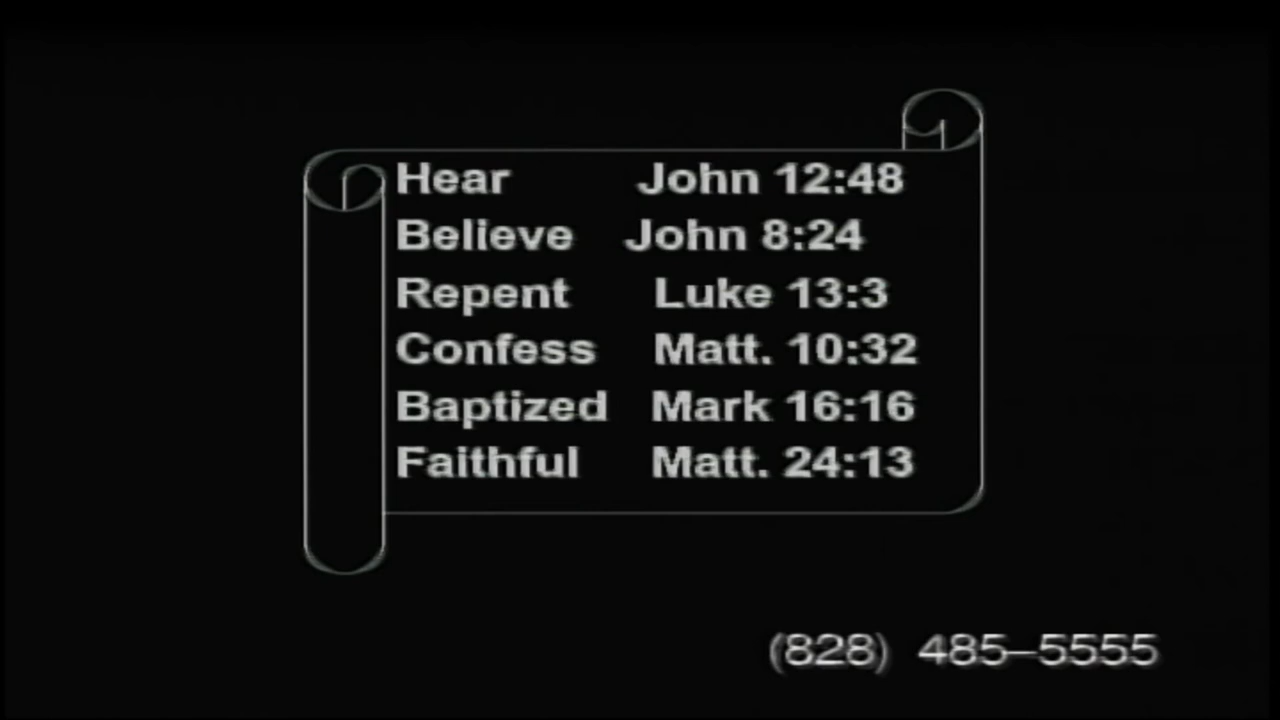 Hear John 12:48
Believe John 8:24
Repent Luke 13:3
Confess Matt. 10:32
Baptized Mark 16:16
Faithful Matt. 24:13
(828) 485–5555